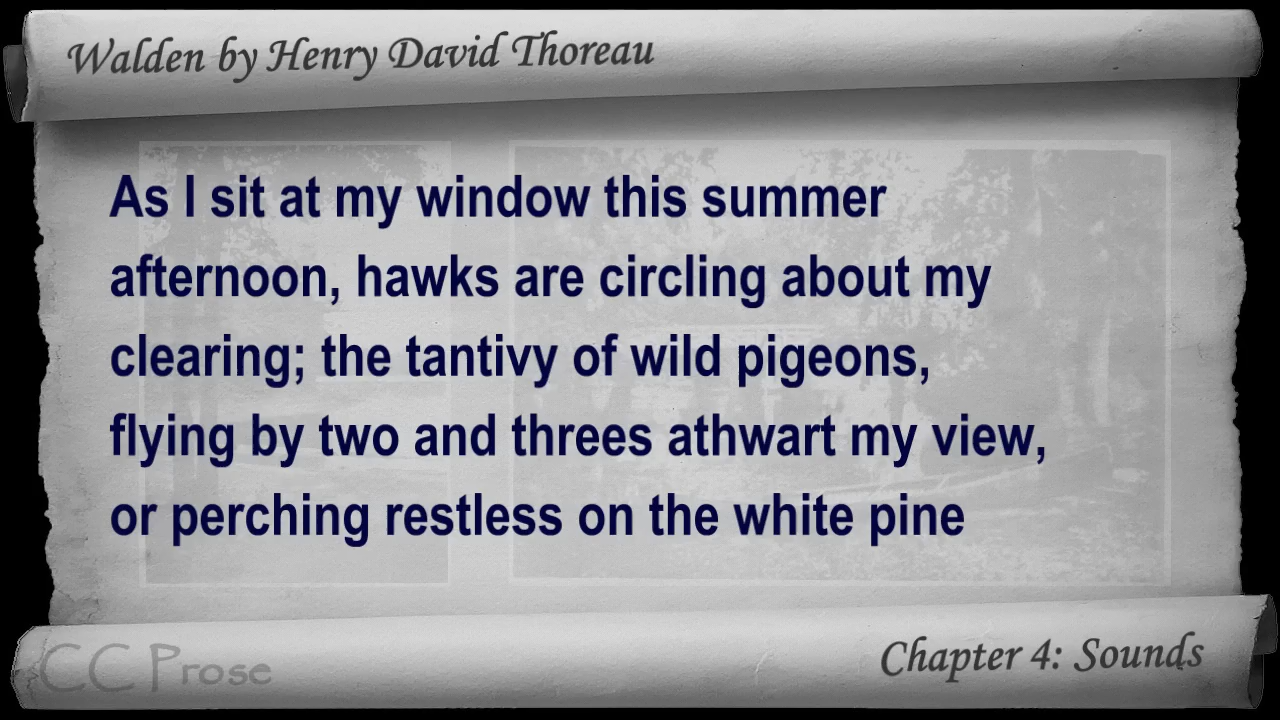 Walden by Henry David Thoreau
As I sit at my window this summer
afternoon, hawks are circling about my
clearing; the tantivy of wild pigeons,
flying by two and threes athwart my view,
or perching restless on the white pine
CC Prose
Chapter 4: Sounds